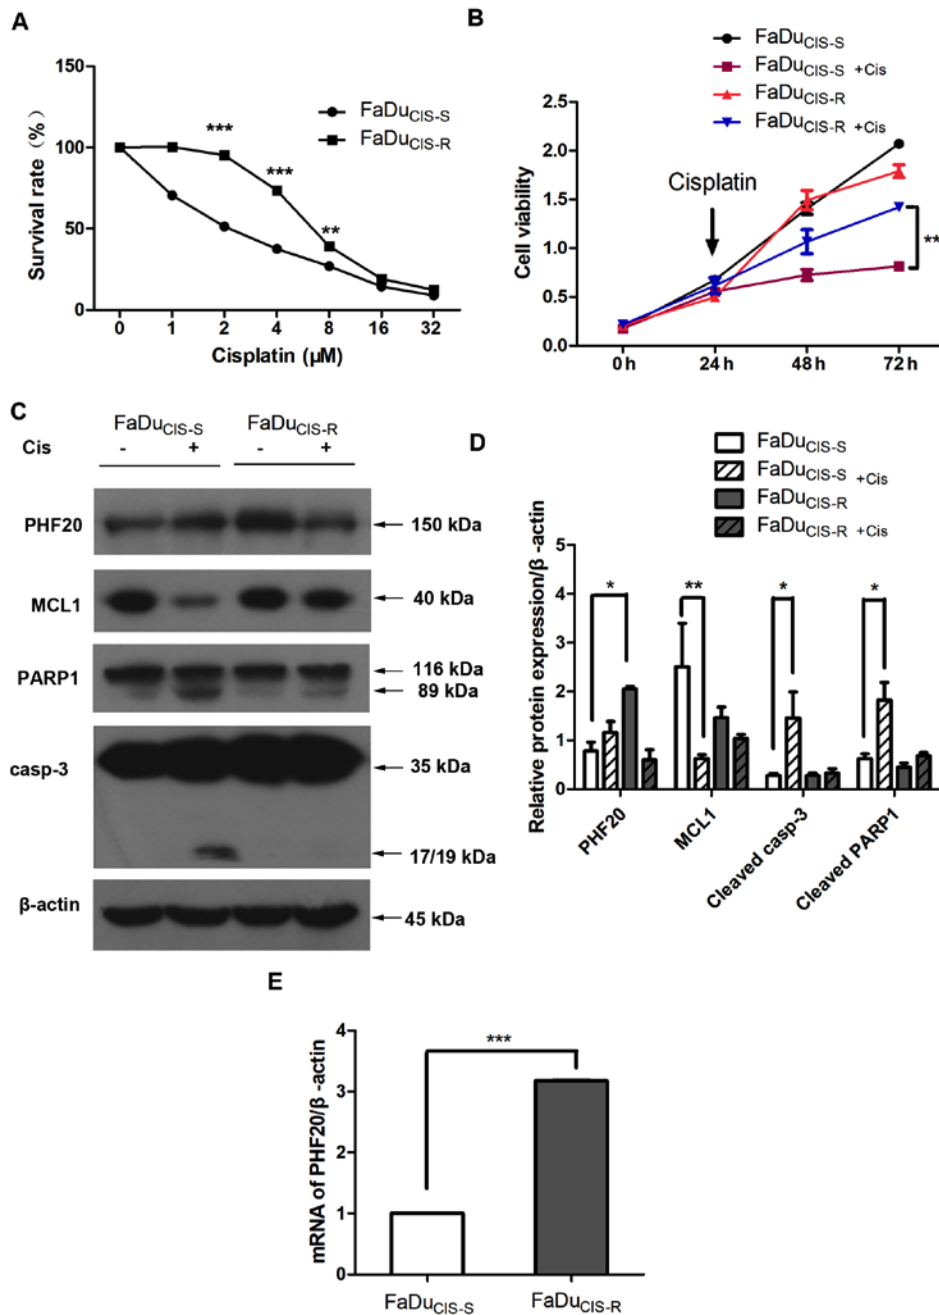 A
150
100
50
0
Survival rate (%)
***
***
**
FaDuCIS-S
FaDuCIS-R
0 1 2 4 8 16 32
Cisplatin (μM)
B
FaDuCIS-S
FaDuCIS-S +Cis
FaDuCIS-R
FaDuCIS-R +Cis
2.5
2.0
1.5
1.0
0.5
0.0
Cell viability
Cisplatin
**
0 h 24 h 48 h 72 h
C
FaDuCIS-S FaDuCIS-R
Cis - + - +
PHF20 150 kDa
MCL1 40 kDa
PARP1 116 kDa
89 kDa
casp-3 35 kDa
17/19 kDa
β-actin 45 kDa
D
FaDuCIS-S
FaDuCIS-S +Cis
FaDuCIS-R
FaDuCIS-R +Cis
Relative protein expression/β -actin
5
4
3
2
1
0
* ** * *
PHF20
MCL1
Cleaved casp-3
Cleaved PARP1
E
mRNA of PHF20/β -actin
4
3
2
1
0
***
FaDuCIS-S FaDuCIS-R